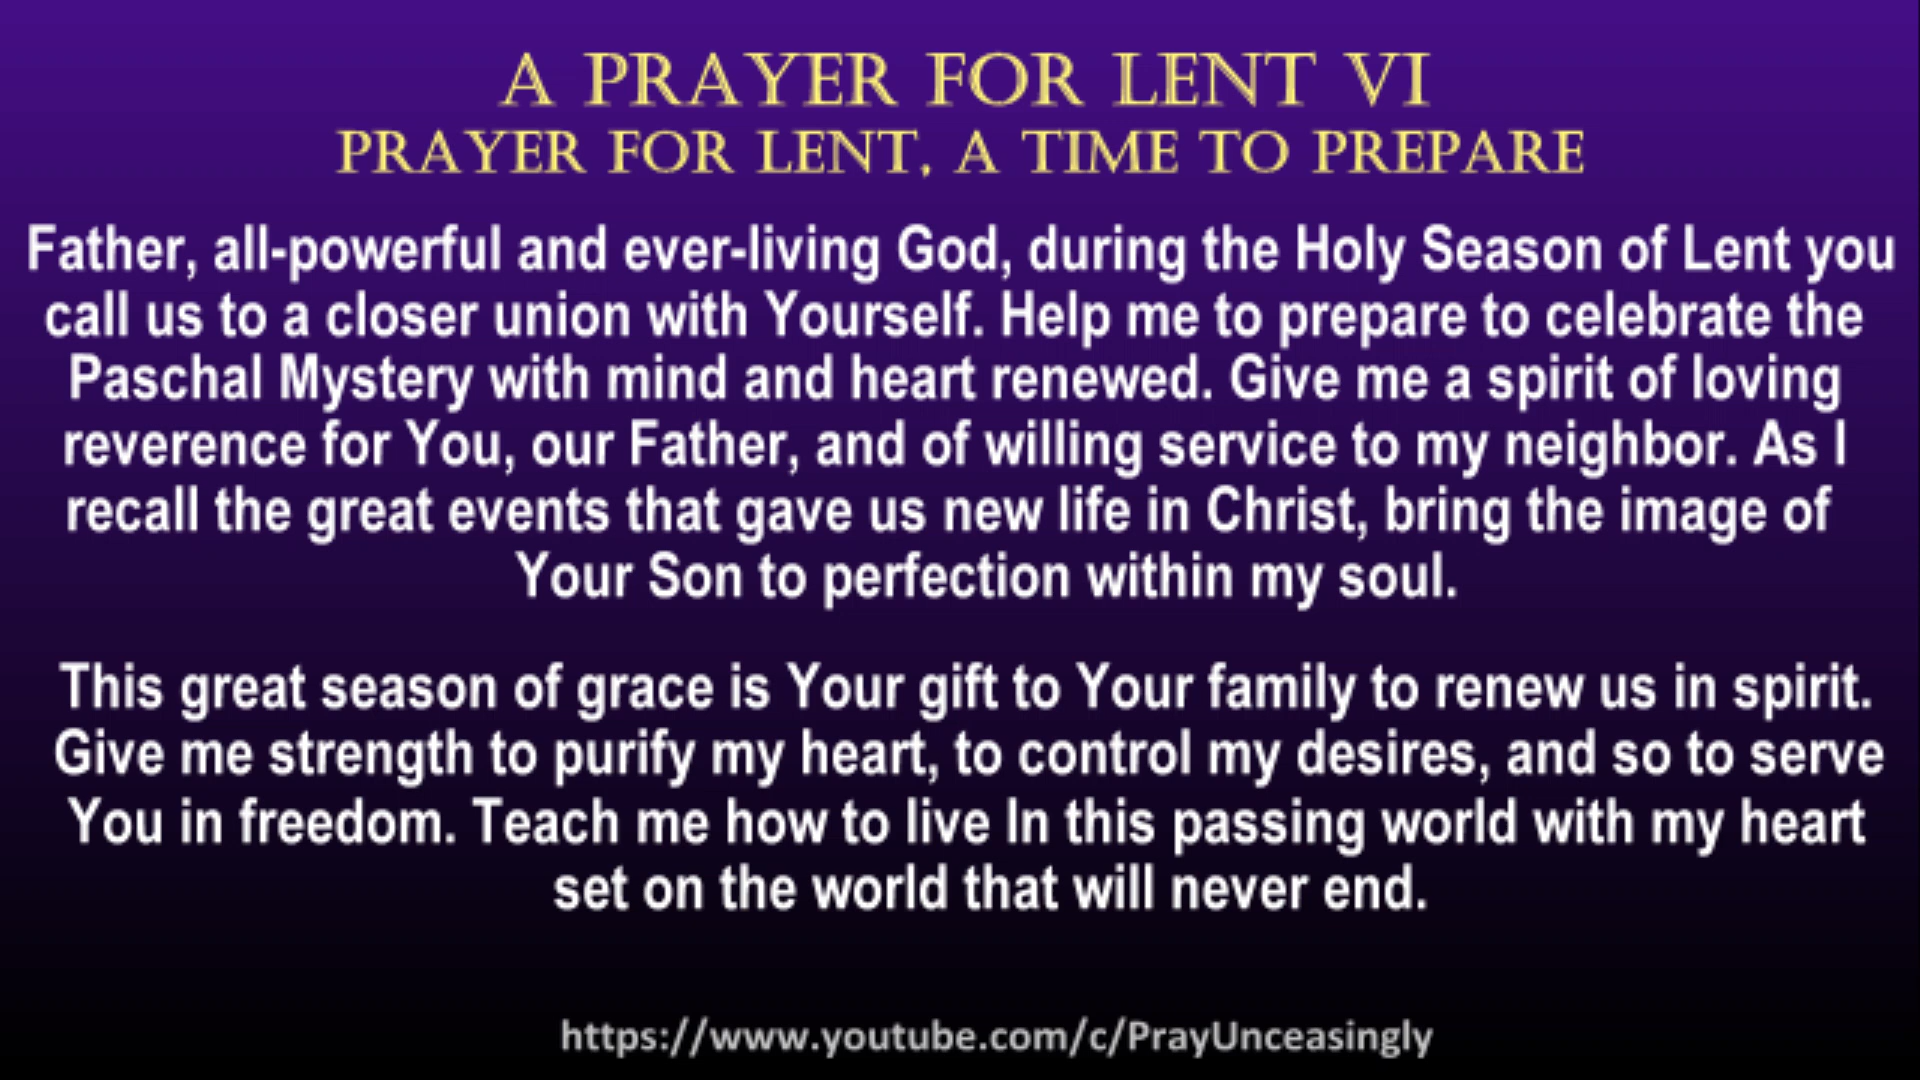 A PRAYER FOR LENT VI
PRAYER FOR LENT, A TIME TO PREPARE
Father, all-powerful and ever-living God, during the Holy Season of Lent you
call us to a closer union with Yourself. Help me to prepare to celebrate the
Paschal Mystery with mind and heart renewed. Give me a spirit of loving
reverence for You, our Father, and of willing service to my neighbor. As I
recall the great events that gave us new life in Christ, bring the image of
Your Son to perfection within my soul.
This great season of grace is Your gift to Your family to renew us in spirit.
Give me strength to purify my heart, to control my desires, and so to serve
You in freedom. Teach me how to live In this passing world with my heart
set on the world that will never end.
https://www.youtube.com/c/PrayUnceasingly